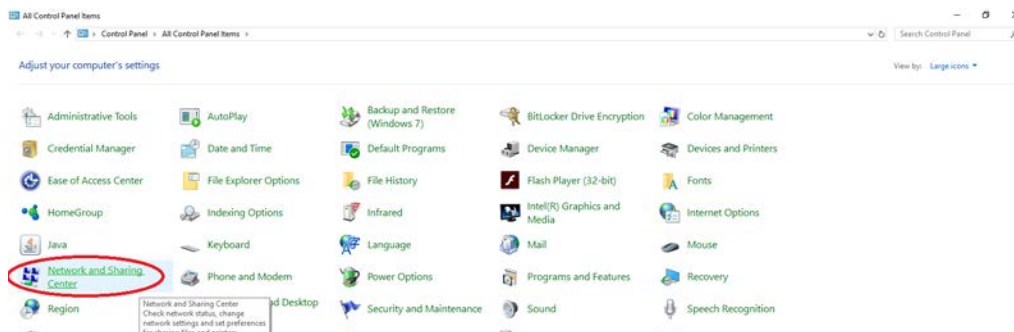 All Control Panel Items
Control Panel > All Control Panel Items >
Search Control Panel
Adjust your computer's settings
View by: Large icons
Administrative Tools
AutoPlay
Backup and Restore
(Windows 7)
BitLocker Drive Encryption
Color Management
Credential Manager
Date and Time
Default Programs
Device Manager
Devices and Printers
Ease of Access Center
File Explorer Options
File History
Flash Player (32-bit)
Fonts
HomeGroup
Indexing Options
Infrared
Intel(R) Graphics and
Media
Internet Options
Java
Keyboard
Language
Mail
Mouse
Network and Sharing
Center
Phone and Modem
Power Options
Programs and Features
Recovery
Region
Network and Sharing Center
Check network status, change
network settings and set preferences
for sharing files and printers
Desktop
Security and Maintenance
Sound
Speech Recognition